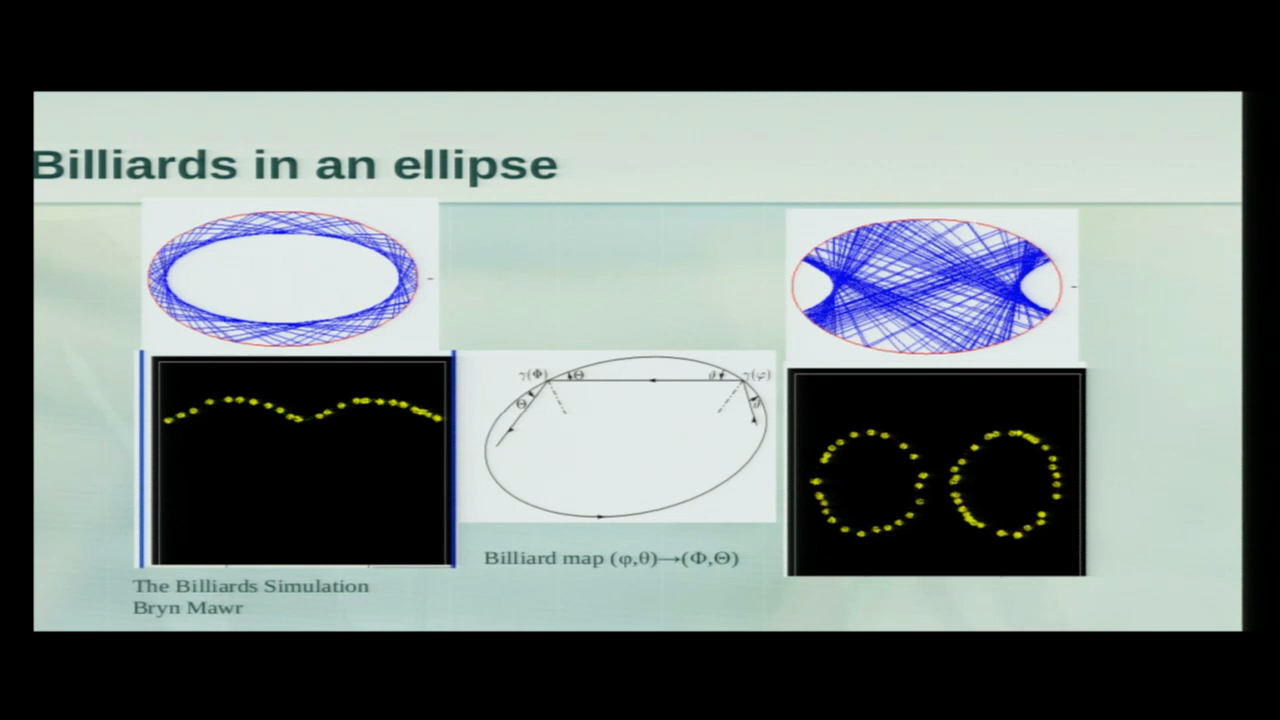 Billiards in an ellipse
γ(Φ) Θ ϑ γ(φ)
Θ ϑ
Billiard map (φ,θ)→(Φ,Θ)
The Billiards Simulation
Bryn Mawr